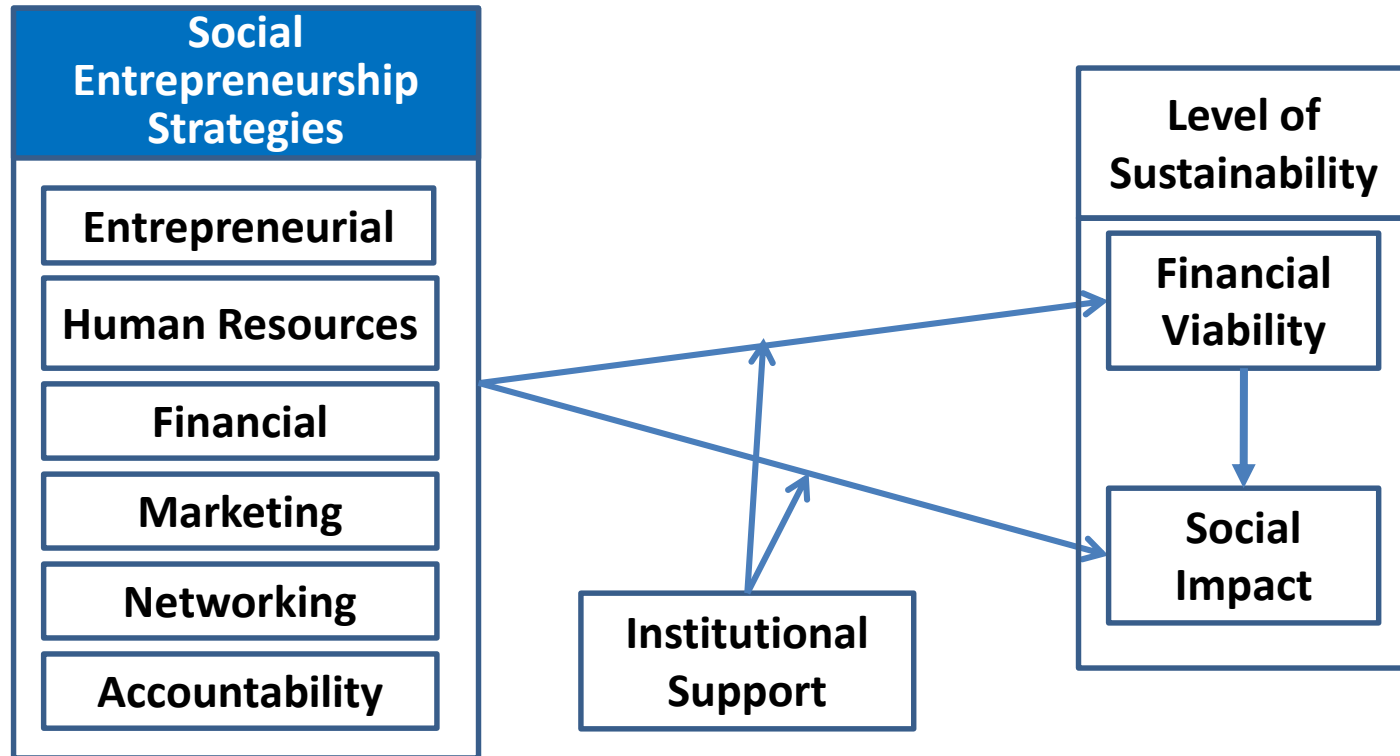 Social
Entrepreneurship
Strategies
Entrepreneurial
Human Resources
Financial
Marketing
Networking
Accountability
Institutional
Support
Level of
Sustainability
Financial
Viability
Social
Impact